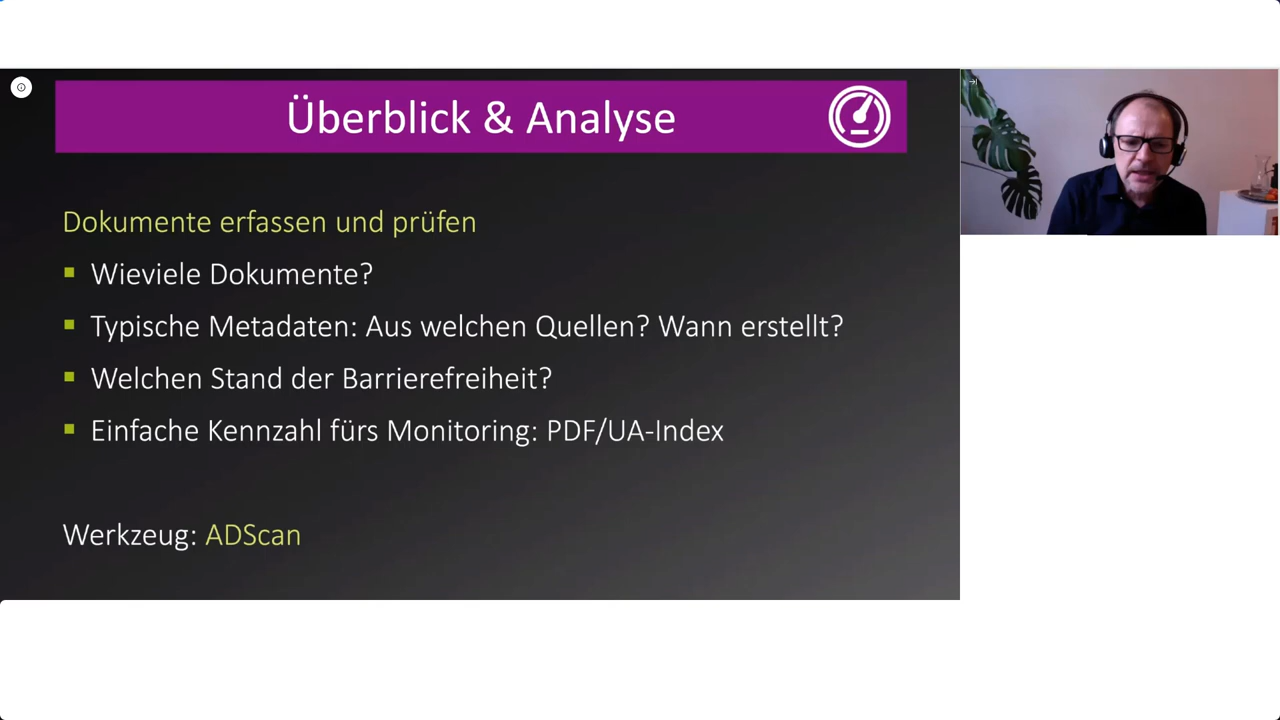 Überblick & Analyse
Dokumente erfassen und prüfen
Wieviele Dokumente?
Typische Metadaten: Aus welchen Quellen? Wann erstellt?
Welchen Stand der Barrierefreiheit?
Einfache Kennzahl fürs Monitoring: PDF/UA-Index
Werkzeug: ADScan